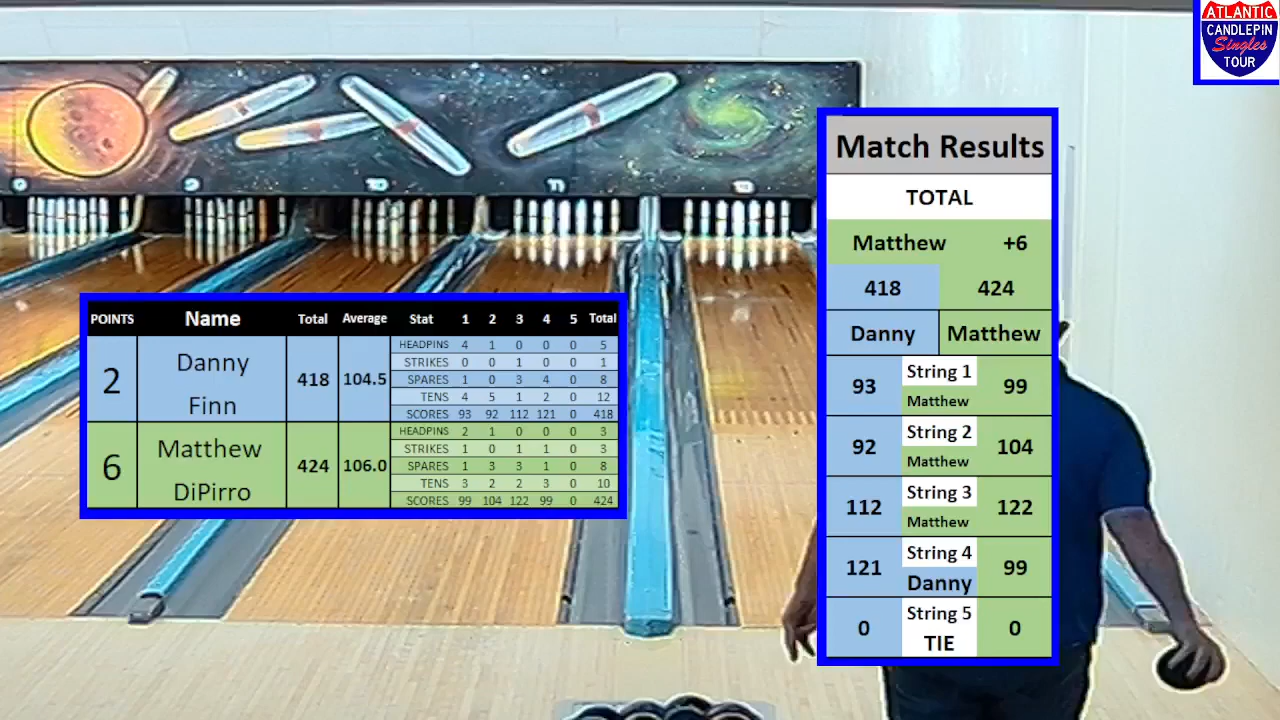 ATLANTIC
CANDLEPIN
Singles
TOUR
9
10
11
Match Results
TOTAL
Matthew +6
418 424
Danny Matthew
93 String 1 Matthew 99
92 String 2 Matthew 104
112 String 3 Matthew 122
121 String 4 Danny 99
0 String 5 TIE 0
POINTS Name Total Average Stat 1 2 3 4 5 Total
2 Danny Finn 418 104.5
HEADPINS 4 1 0 0 0 5
STRIKES 0 0 1 0 0 1
SPARES 1 0 3 4 0 8
TENS 4 5 1 2 0 12
SCORES 93 92 112 121 0 418
6 Matthew DiPirro 424 106.0
HEADPINS 2 1 0 0 0 3
STRIKES 1 0 1 1 0 3
SPARES 1 3 3 1 0 8
TENS 3 2 2 3 0 10
SCORES 99 104 122 99 0 424